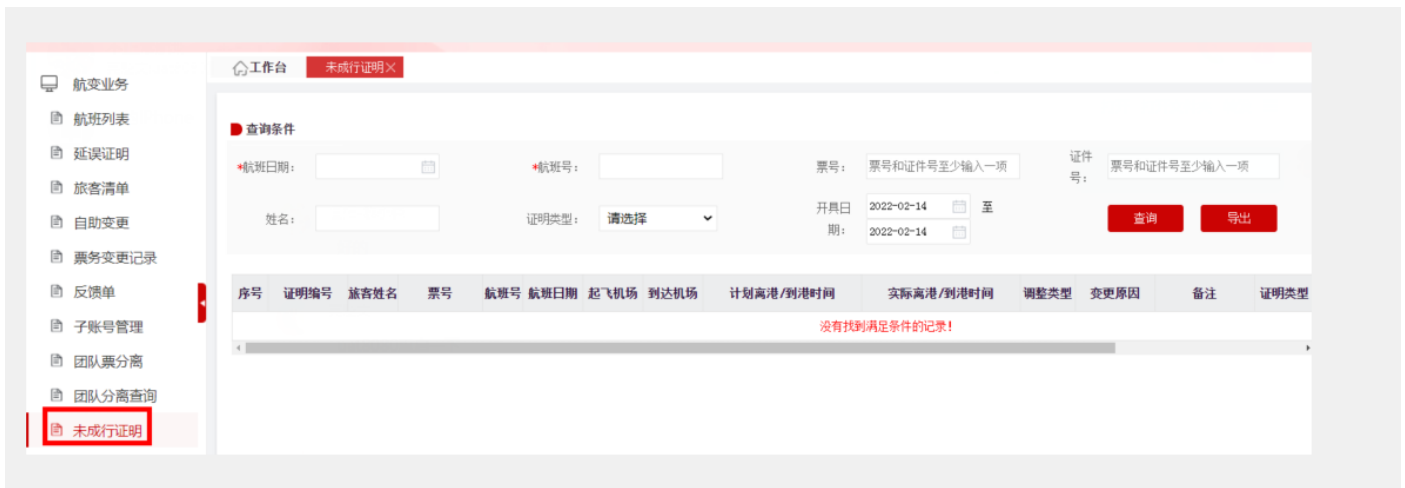 航变业务
航班列表
延误证明
旅客清单
自助变更
票务变更记录
反馈单
子账号管理
团队票分离
团队分离查询
未成行证明
工作台 未成行证明×
查询条件
*航班日期： *航班号： 票号： 票号和证件号至少输入一项 证件号： 票号和证件号至少输入一项
姓名： 证明类型： 请选择 开具日期： 2022-02-14 至 2022-02-14 查询 导出
序号 证明编号 旅客姓名 票号 航班号 航班日期 起飞机场 到达机场 计划离港/到港时间 实际离港/到港时间 调整类型 变更原因 备注 证明类型
没有找到满足条件的记录!